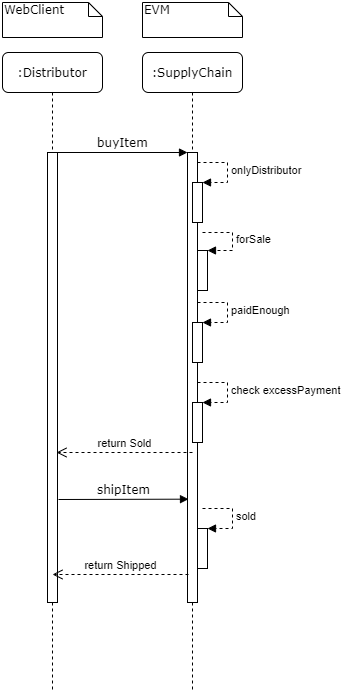 WebClient
EVM
:Distributor
:SupplyChain
buyItem
onlyDistributor
forSale
paidEnough
check excessPayment
return Sold
shipItem
sold
return Shipped